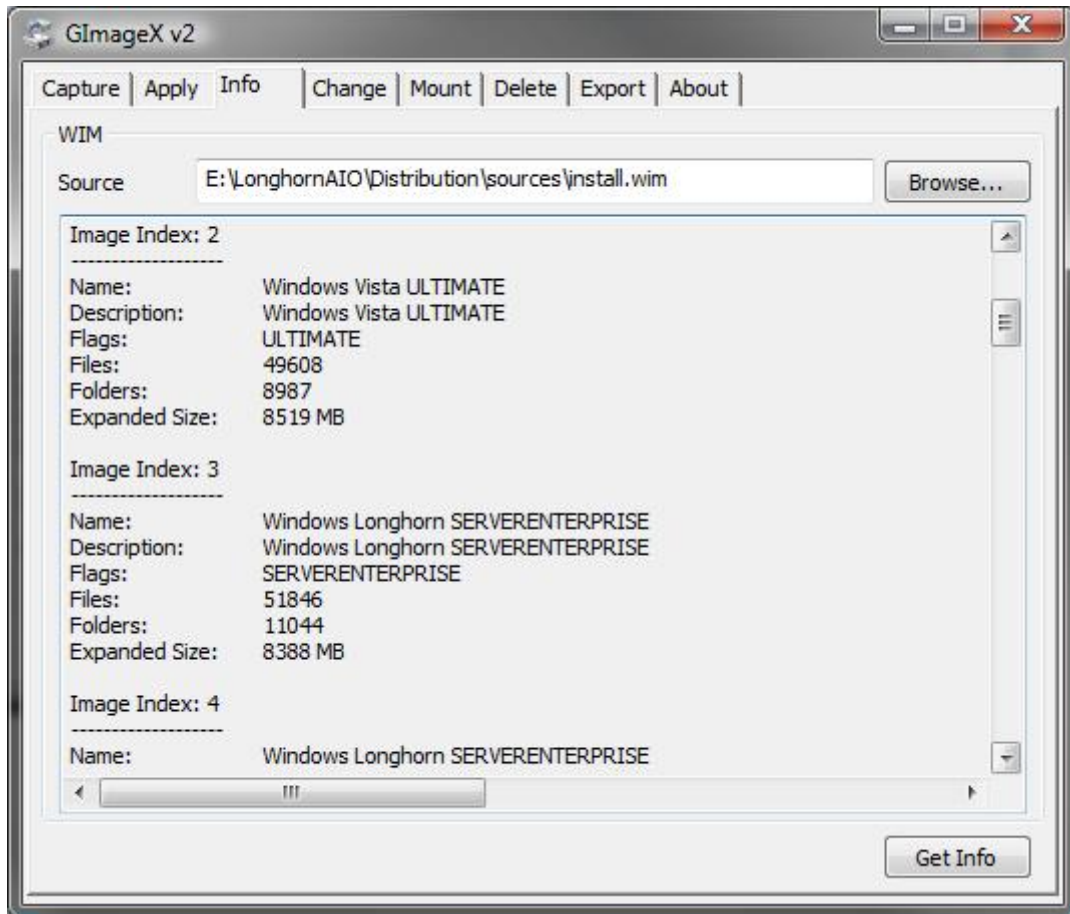 GImageX v2
Capture Apply Info Change Mount Delete Export About
WIM
Source E:\LonghornAIO\Distribution\sources\install.wim Browse...
Image Index: 2
-------------------
Name: Windows Vista ULTIMATE
Description: Windows Vista ULTIMATE
Flags: ULTIMATE
Files: 49608
Folders: 8987
Expanded Size: 8519 MB
Image Index: 3
-------------------
Name: Windows Longhorn SERVERENTERPRISE
Description: Windows Longhorn SERVERENTERPRISE
Flags: SERVERENTERPRISE
Files: 51846
Folders: 11044
Expanded Size: 8388 MB
Image Index: 4
-------------------
Name: Windows Longhorn SERVERENTERPRISE
Get Info